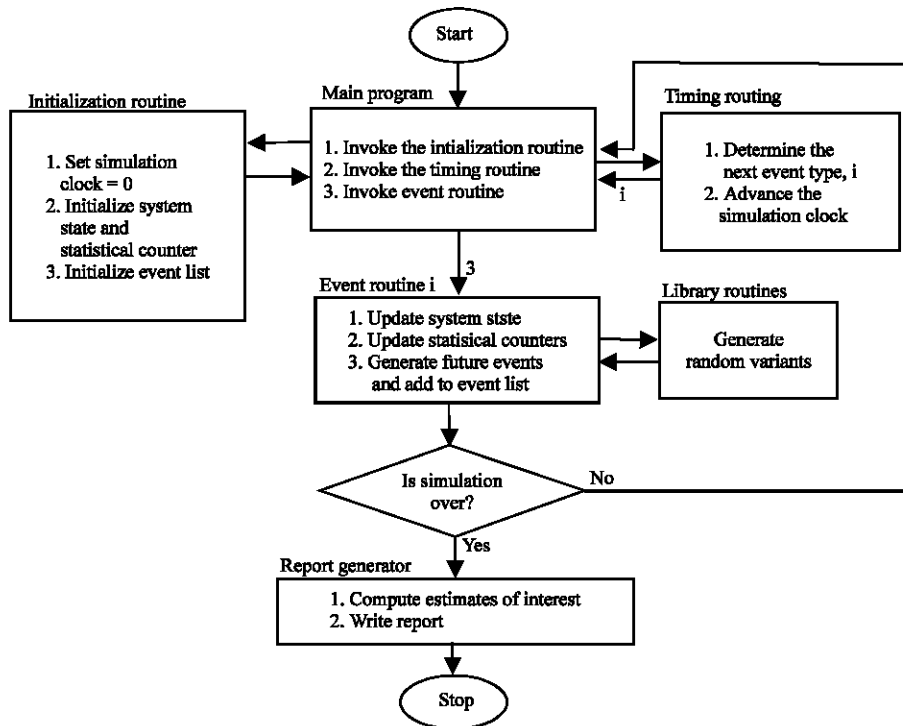 Start
Initialization routine
1. Set simulation
clock = 0
2. Initialize system
state and
statistical counter
3. Initialize event list
Main program
1. Invoke the intialization routine
2. Invoke the timing routine
3. Invoke event routine
Timing routing
1. Determine the
next event type, i
2. Advance the
simulation clock
i
3
Event routine i
1. Update system stste
2. Update statisical counters
3. Generate future events
and add to event list
Library routines
Generate
random variants
Is simulation
over?
No
Yes
Report generator
1. Compute estimates of interest
2. Write report
Stop